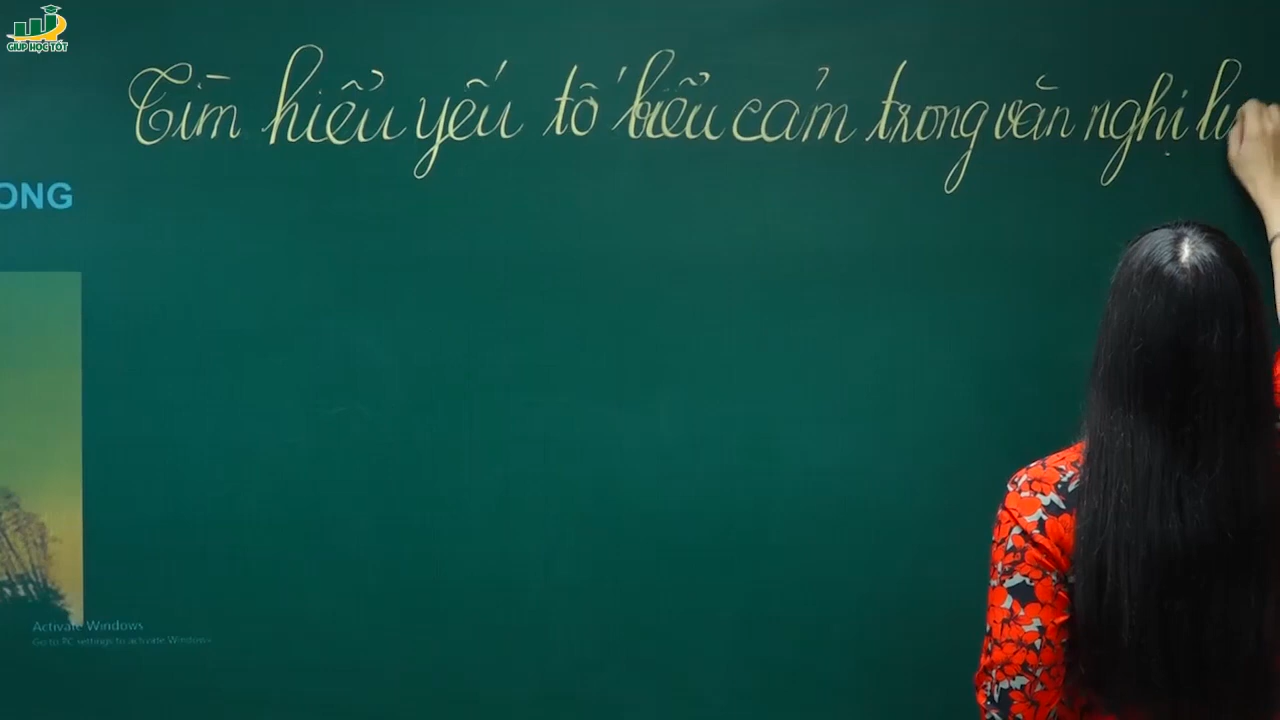 GIÚP HỌC TỐT
Tìm hiểu yếu tố biểu cảm trong văn nghị lu
ONG
Activate Windows
Go to PC settings to activate Windows